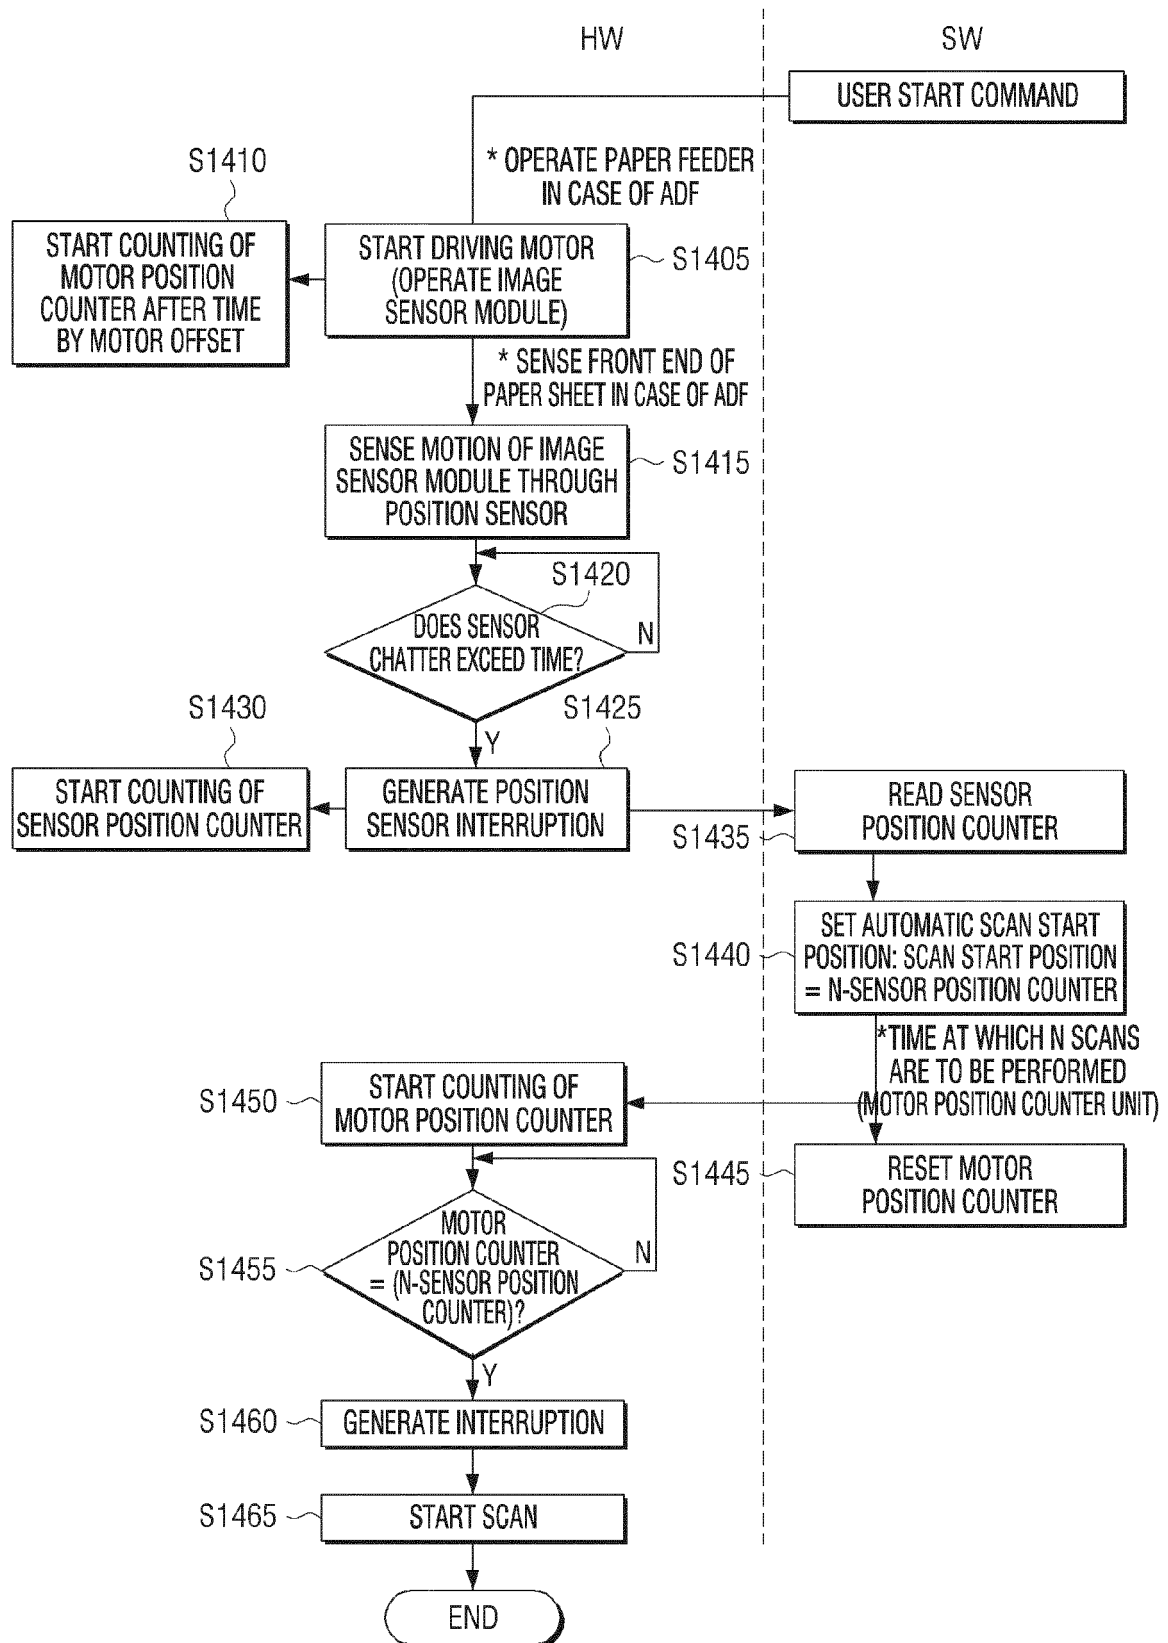 HW
SW
USER START COMMAND
* OPERATE PAPER FEEDER
IN CASE OF ADF
S1410
START COUNTING OF
MOTOR POSITION
COUNTER AFTER TIME
BY MOTOR OFFSET
START DRIVING MOTOR
(OPERATE IMAGE
SENSOR MODULE)
S1405
* SENSE FRONT END OF
PAPER SHEET IN CASE OF ADF
SENSE MOTION OF IMAGE
SENSOR MODULE THROUGH
POSITION SENSOR
S1415
S1420
DOES SENSOR
CHATTER EXCEED TIME?
N
Y
S1430
START COUNTING OF
SENSOR POSITION COUNTER
S1425
GENERATE POSITION
SENSOR INTERRUPTION
READ SENSOR
POSITION COUNTER
S1435
SET AUTOMATIC SCAN START
POSITION: SCAN START POSITION
= N-SENSOR POSITION COUNTER
S1440
*TIME AT WHICH N SCANS
ARE TO BE PERFORMED
(MOTOR POSITION COUNTER UNIT)
S1450
START COUNTING OF
MOTOR POSITION COUNTER
S1445
RESET MOTOR
POSITION COUNTER
S1455
MOTOR
POSITION COUNTER
= (N-SENSOR POSITION
COUNTER)?
N
Y
S1460
GENERATE INTERRUPTION
S1465
START SCAN
END